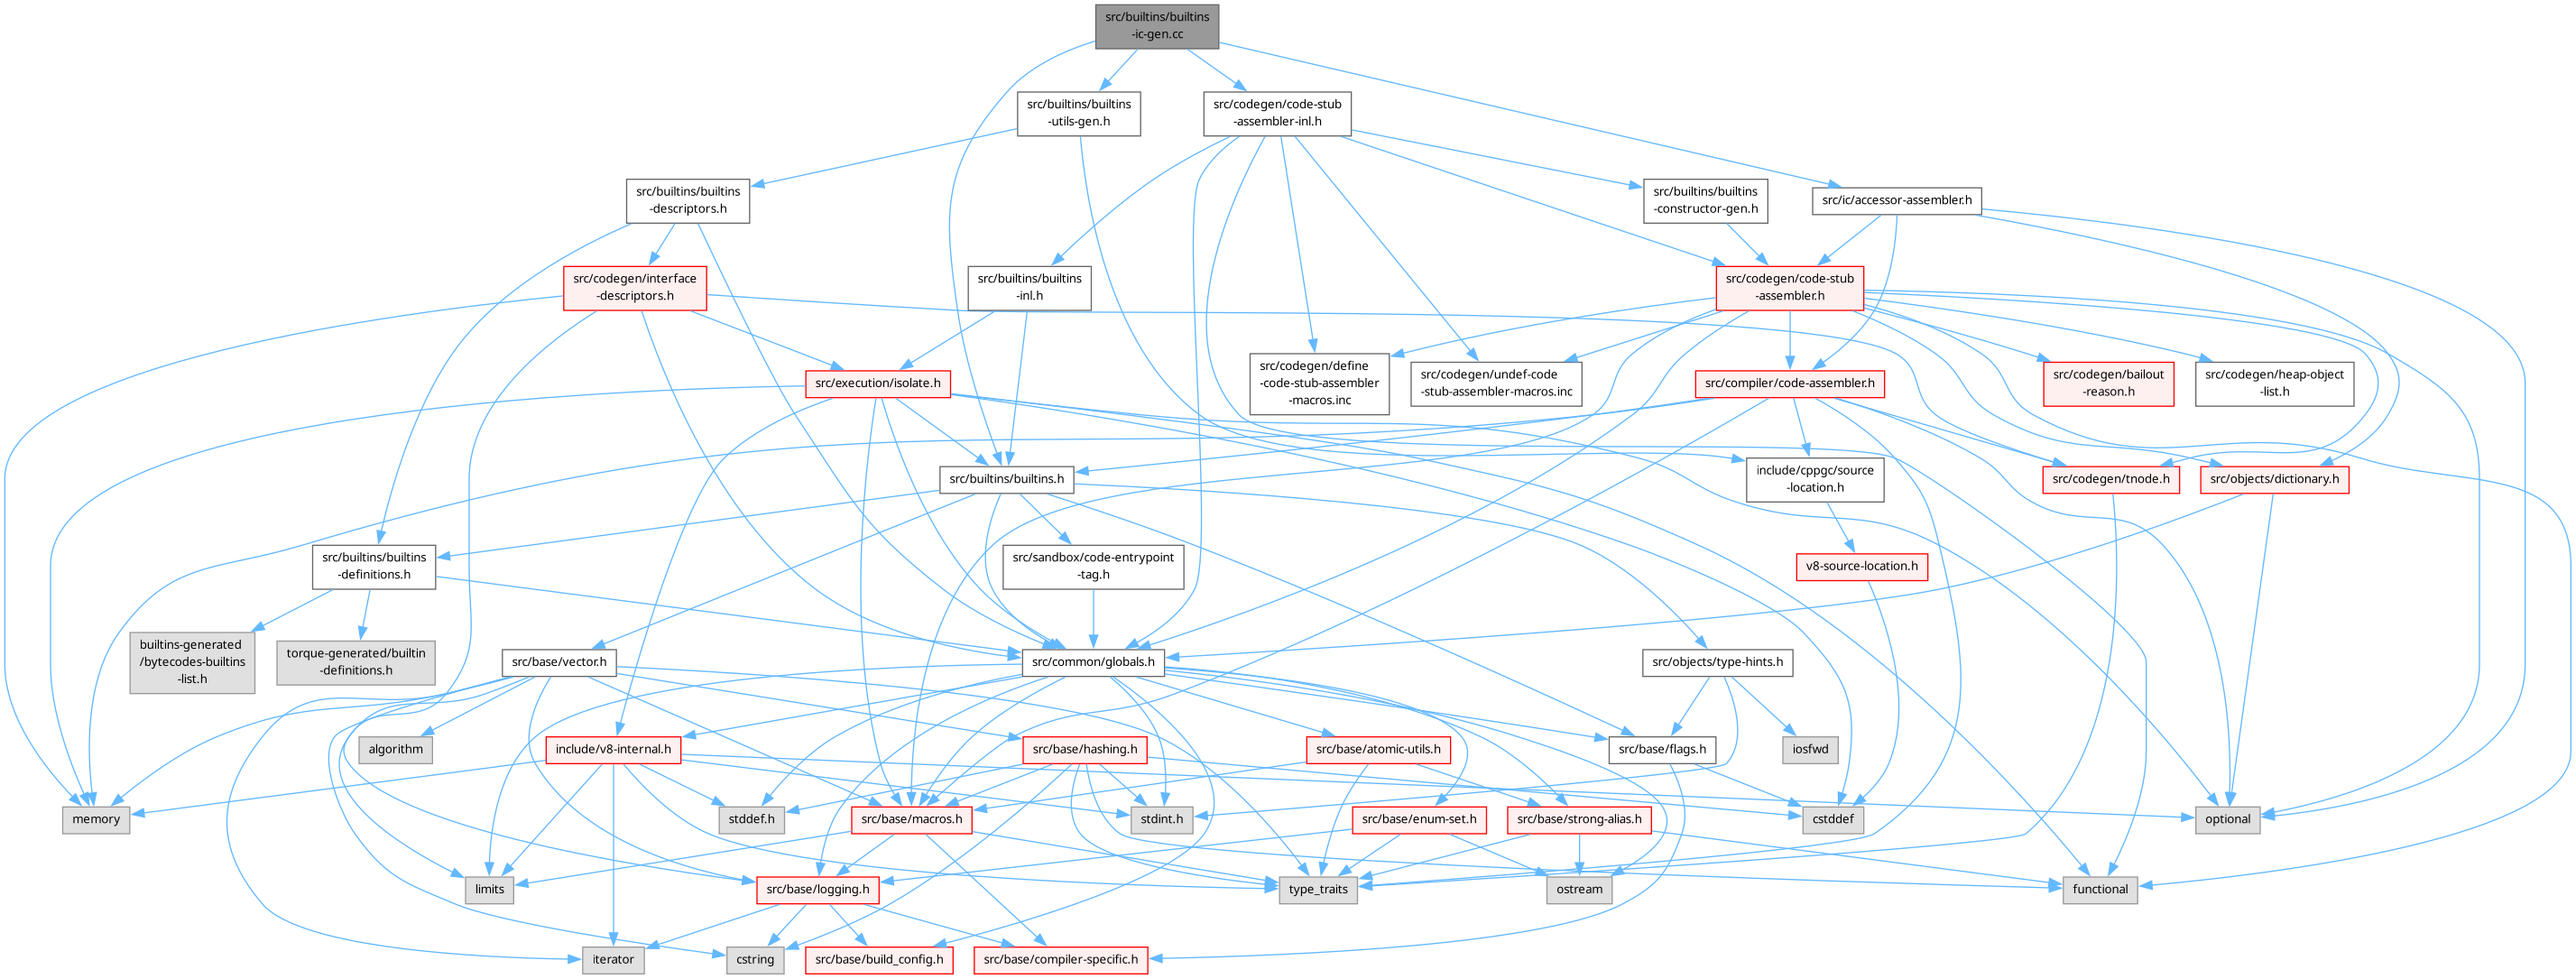 src/builtins/builtins
-ic-gen.cc
src/builtins/builtins
-utils-gen.h
src/codegen/code-stub
-assembler-inl.h
src/builtins/builtins
-descriptors.h
src/builtins/builtins
-constructor-gen.h
src/ic/accessor-assembler.h
src/codegen/interface
-descriptors.h
src/builtins/builtins
-inl.h
src/codegen/code-stub
-assembler.h
src/execution/isolate.h
src/codegen/define
-code-stub-assembler
-macros.inc
src/codegen/undef-code
-stub-assembler-macros.inc
src/compiler/code-assembler.h
src/codegen/bailout
-reason.h
src/codegen/heap-object
-list.h
src/builtins/builtins.h
include/cppgc/source
-location.h
src/codegen/tnode.h
src/objects/dictionary.h
src/builtins/builtins
-definitions.h
src/sandbox/code-entrypoint
-tag.h
v8-source-location.h
builtins-generated
/bytecodes-builtins
-list.h
torque-generated/builtin
-definitions.h
src/base/vector.h
src/common/globals.h
src/objects/type-hints.h
algorithm
include/v8-internal.h
src/base/hashing.h
src/base/atomic-utils.h
src/base/flags.h
iosfwd
memory
stddef.h
src/base/macros.h
stdint.h
src/base/enum-set.h
src/base/strong-alias.h
cstddef
optional
limits
src/base/logging.h
type_traits
ostream
functional
iterator
cstring
src/base/build_config.h
src/base/compiler-specific.h